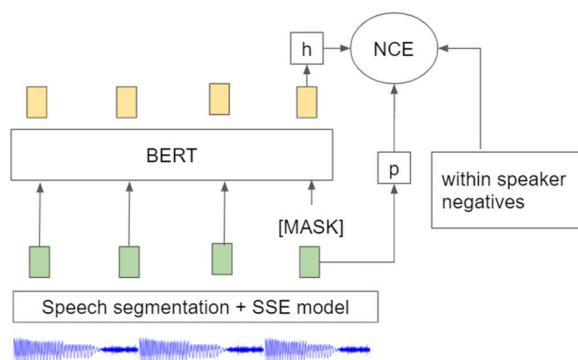 h
NCE
BERT
p
within speaker
negatives
[MASK]
Speech segmentation + SSE model